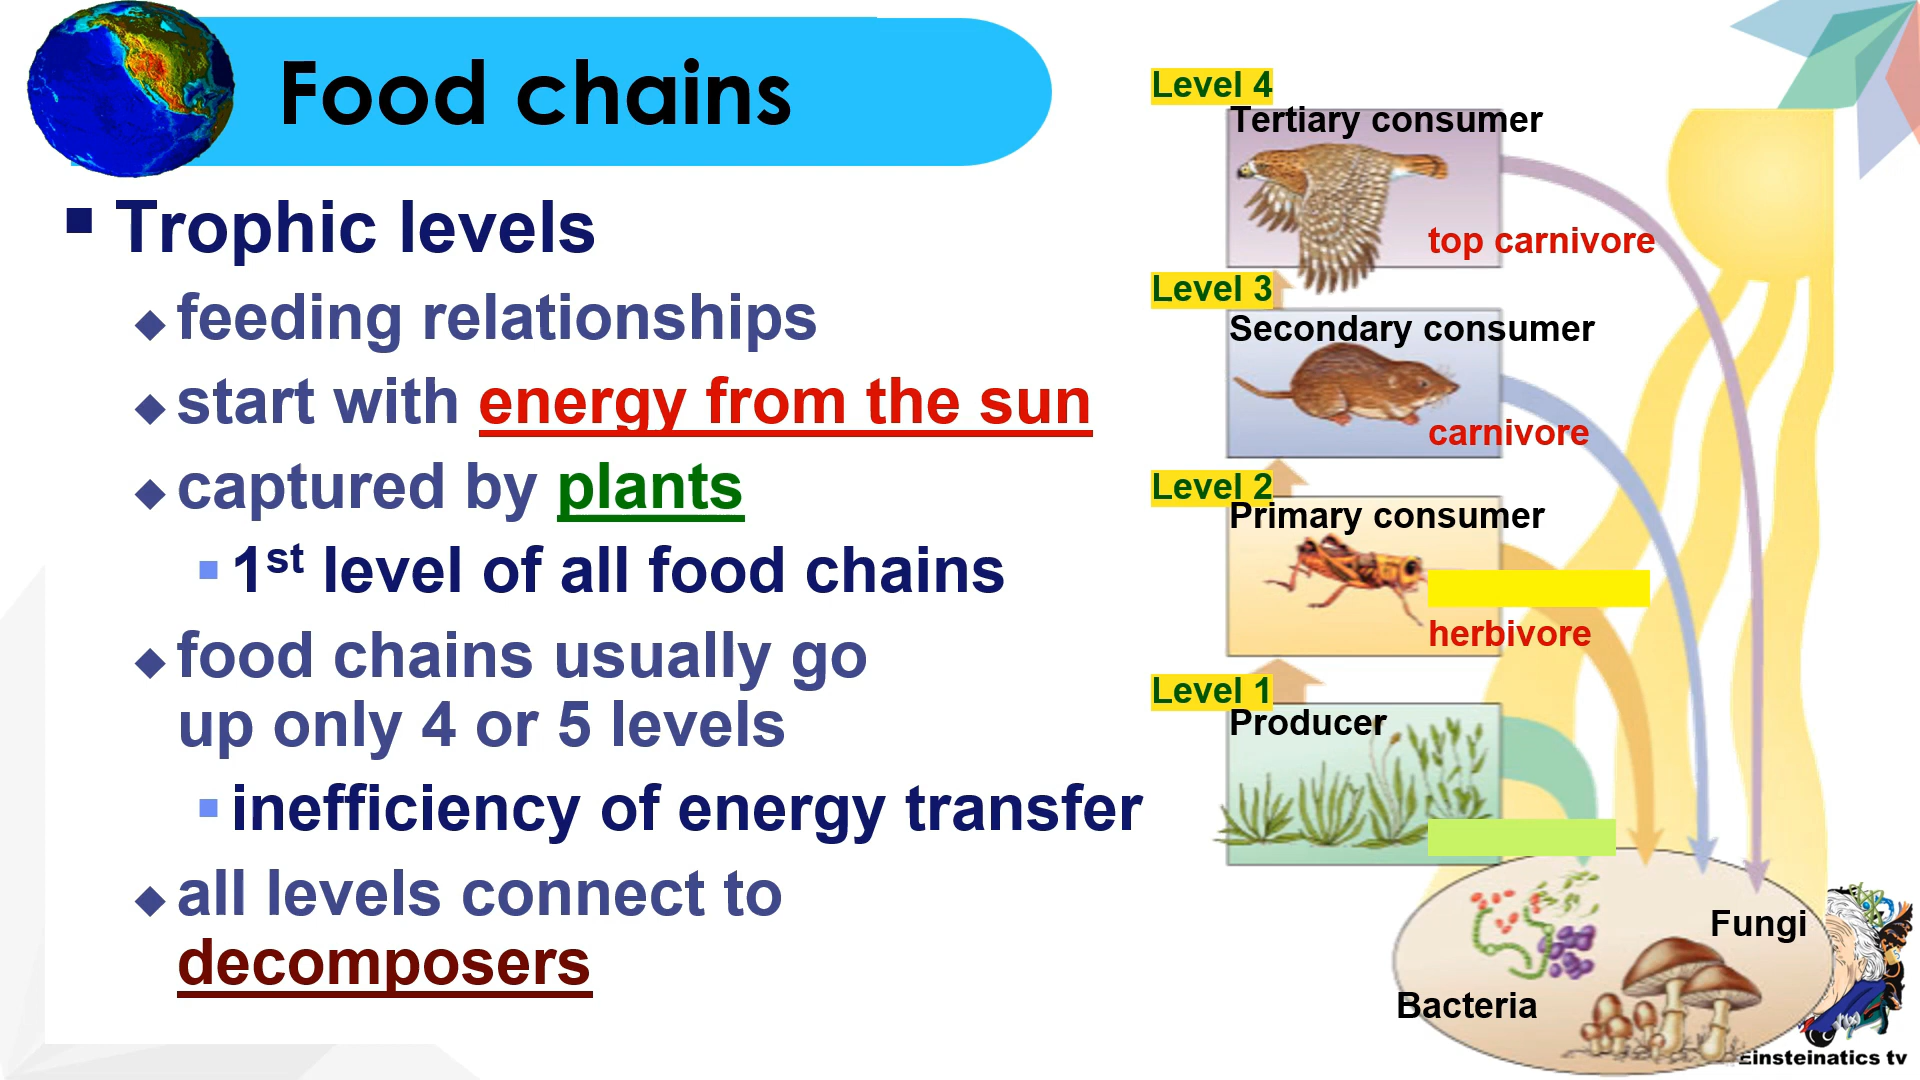 Food chains
Trophic levels
feeding relationships
start with energy from the sun
captured by plants
1st level of all food chains
food chains usually go
up only 4 or 5 levels
inefficiency of energy transfer
all levels connect to
decomposers
Level 4
Tertiary consumer
top carnivore
Level 3
Secondary consumer
carnivore
Level 2
Primary consumer
herbivore
Level 1
Producer
Fungi
Bacteria
Einsteinatics tv